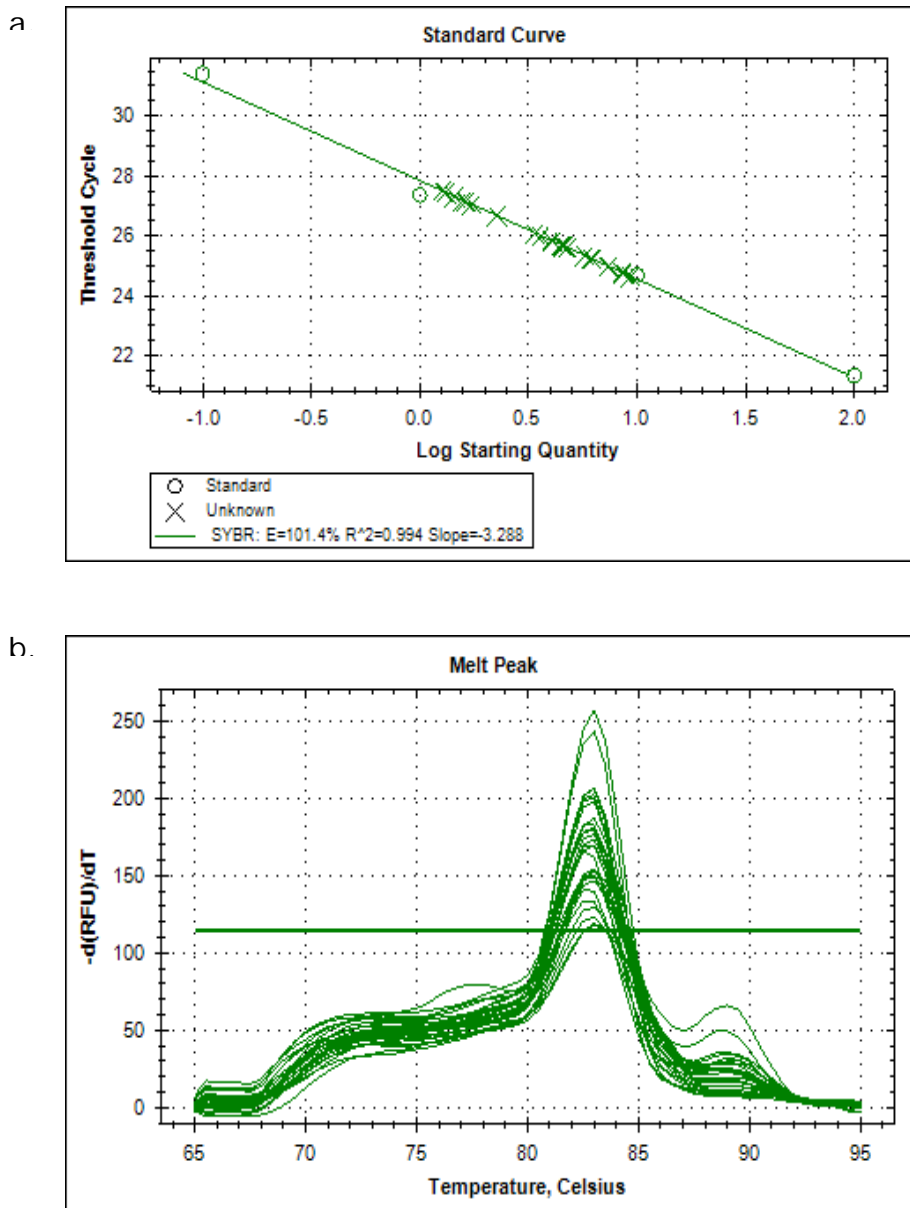 a
Standard Curve
Threshold Cycle
30
28
26
24
22
-1.0 -0.5 0.0 0.5 1.0 1.5 2.0
Log Starting Quantity
Standard
Unknown
SYBR: E=101.4% R^2=0.994 Slope=-3.288
b.
Melt Peak
-d(RFU)/dT
250
200
150
100
50
0
65 70 75 80 85 90 95
Temperature, Celsius